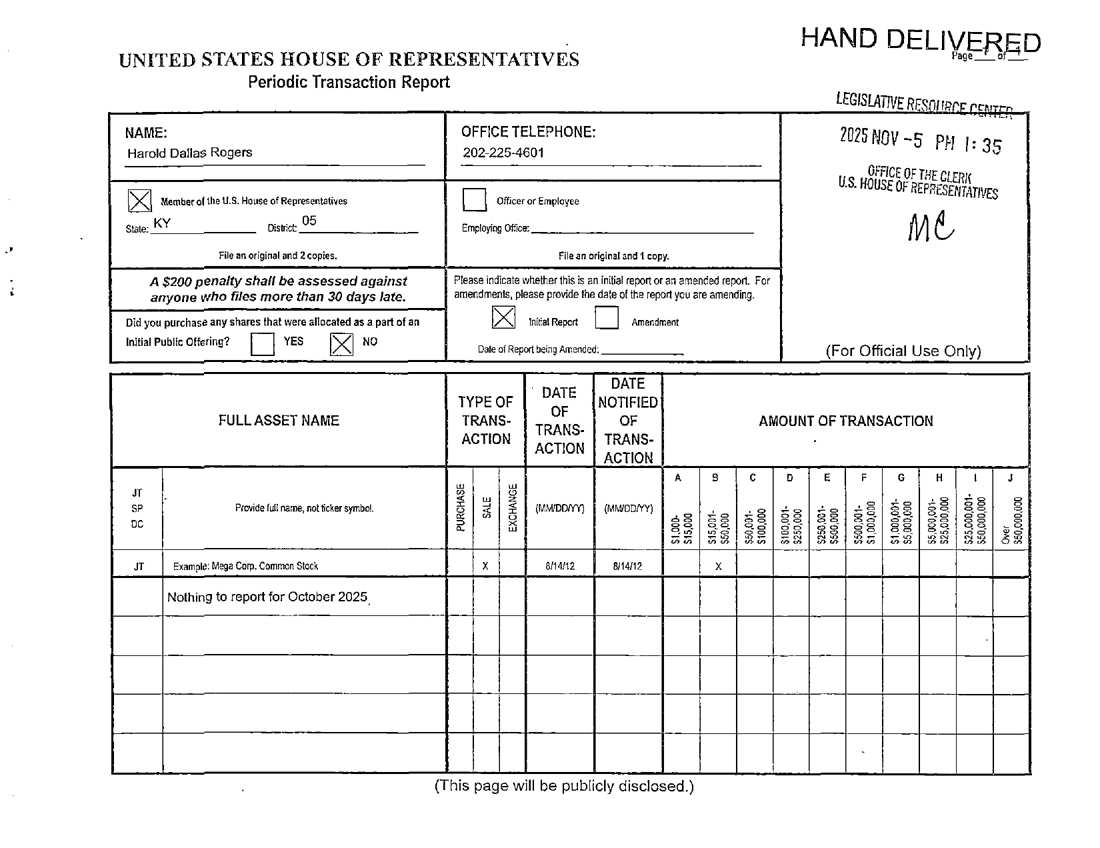 HAND DELIVERED
Page of
UNITED STATES HOUSE OF REPRESENTATIVES
Periodic Transaction Report
LEGISLATIVE RESOURCE CENTER
2025 NOV -5 PM 1:35
OFFICE OF THE CLERK
U.S. HOUSE OF REPRESENTATIVES
MC
(For Official Use Only)
NAME:
Harold Dallas Rogers
OFFICE TELEPHONE:
202-225-4601
Member of the U.S. House of Representatives
State: KY District: 05
File an original and 2 copies.
Officer or Employee
Employing Office:
File an original and 1 copy.
A $200 penalty shall be assessed against
anyone who files more than 30 days late.
Please indicate whether this is an initial report or an amended report. For
amendments, please provide the date of the report you are amending.
Initial Report Amendment
Date of Report being Amended:
Did you purchase any shares that were allocated as a part of an
Initial Public Offering? YES NO
FULL ASSET NAME
TYPE OF
TRANS-
ACTION
DATE
OF
TRANS-
ACTION
DATE
NOTIFIED
OF
TRANS-
ACTION
AMOUNT OF TRANSACTION
JT
SP
DC
Provide full name, not ticker symbol.
PURCHASE
SALE
EXCHANGE
(MM/DD/YY)
(MM/DD/YY)
A
$1,000-
$15,000
B
$15,001-
$50,000
C
$50,001-
$100,000
D
$100,001-
$250,000
E
$250,001-
$500,000
F
$500,001-
$1,000,000
G
$1,000,001-
$5,000,000
H
$5,000,001-
$25,000,000
I
$25,000,001-
$50,000,000
J
Over
$50,000,000
JT Example: Mega Corp. Common Stock X 8/14/12 8/14/12 X
Nothing to report for October 2025
(This page will be publicly disclosed.)